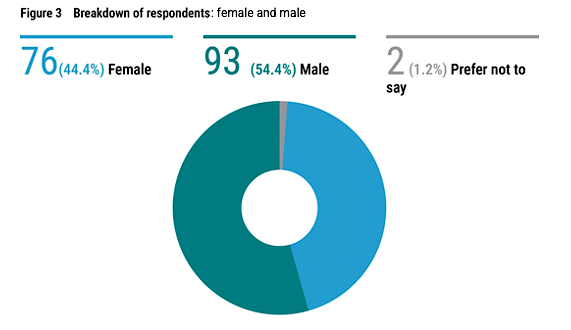 Figure 3 Breakdown of respondents: female and male
76 (44.4%) Female
93 (54.4%) Male
2 (1.2%) Prefer not to
say